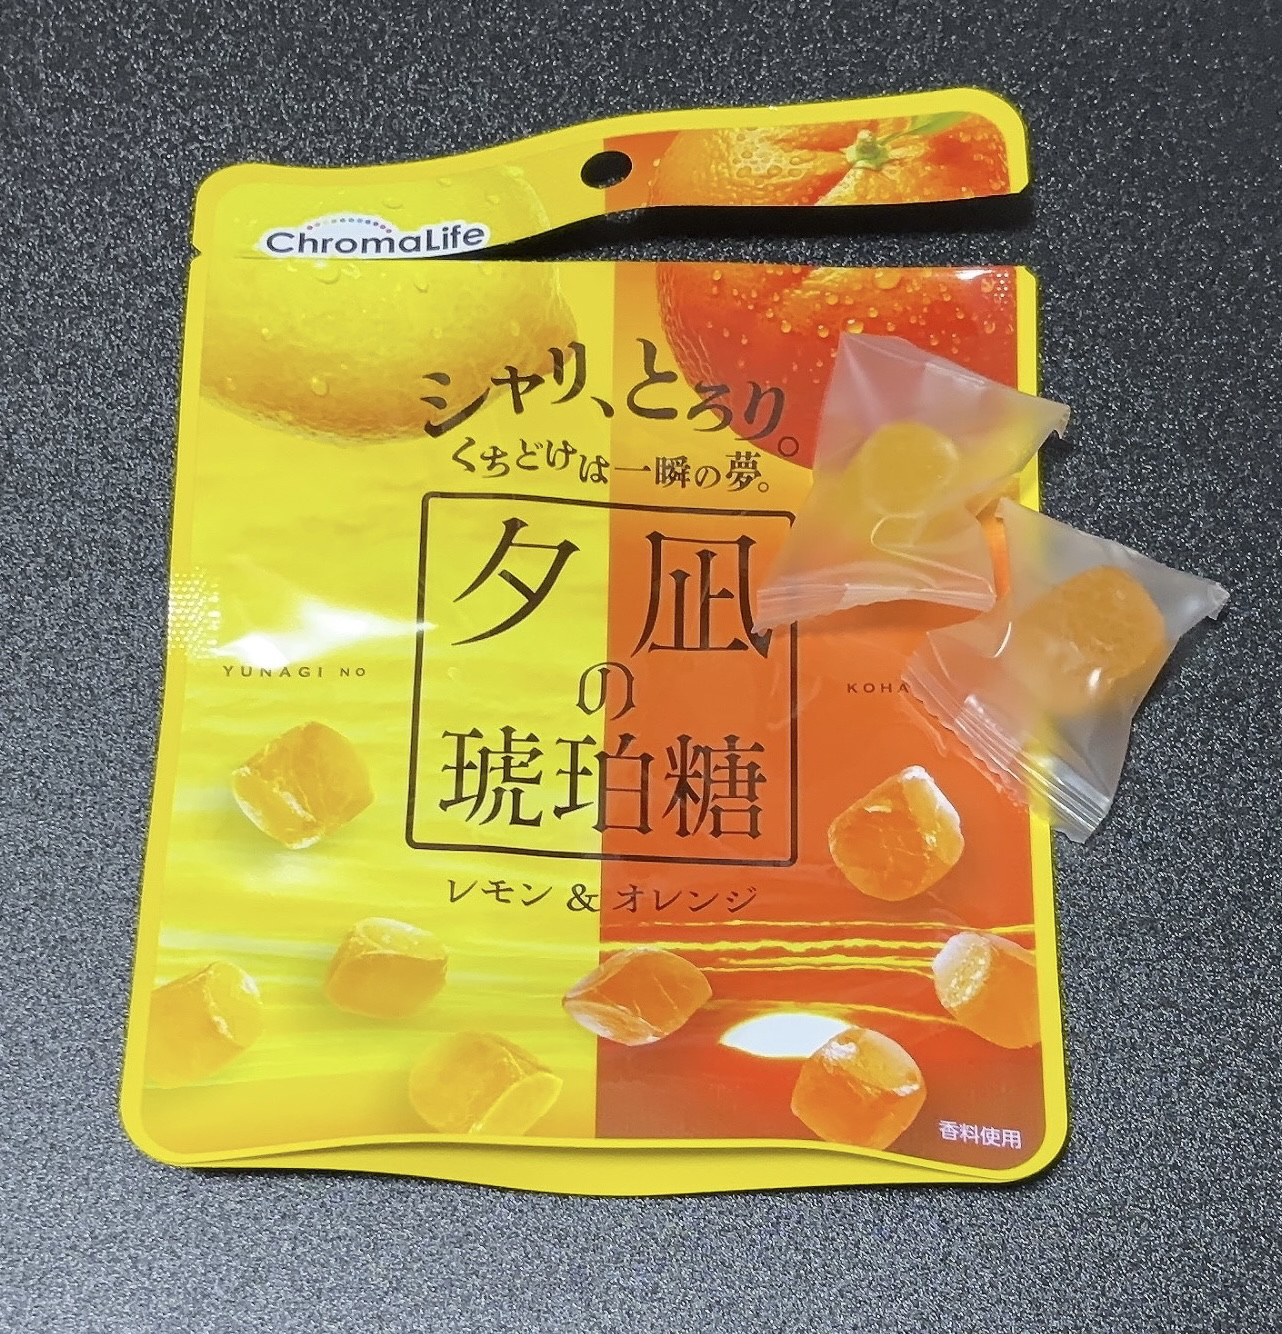 ChromaLife
シャリ、とろり。
くちどけは一瞬の夢。
夕凪
の
琥珀糖
YUNAGI NO
KOHA
レモン & オレンジ
香料使用